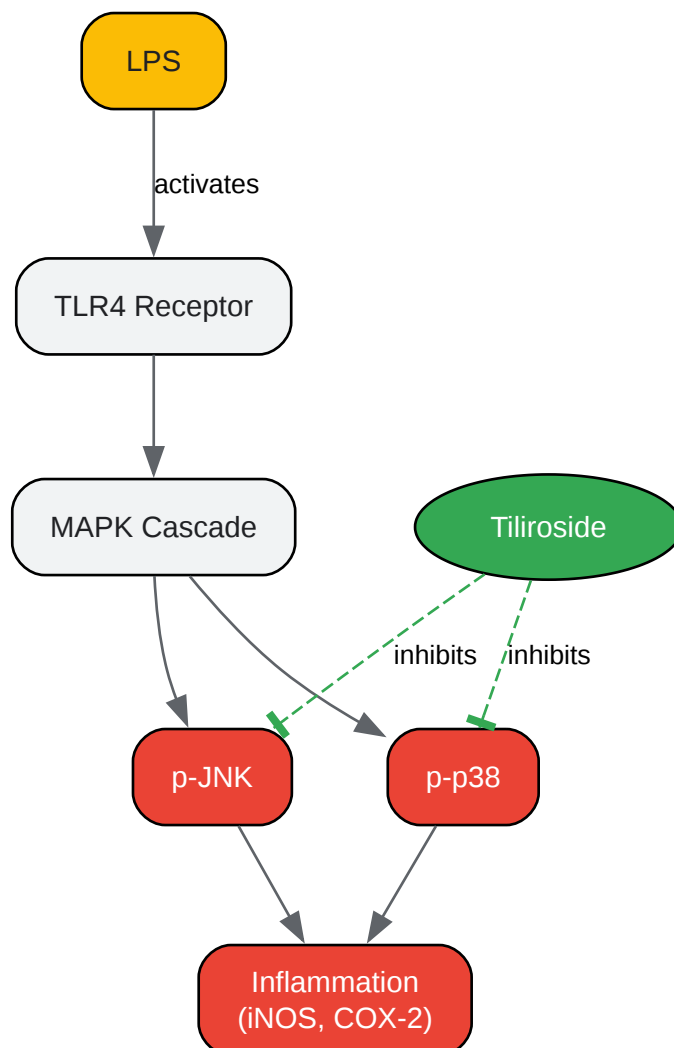 LPS
activates
TLR4 Receptor
MAPK Cascade
Tiliroside
inhibits
inhibits
p-JNK
p-p38
Inflammation
(iNOS, COX-2)